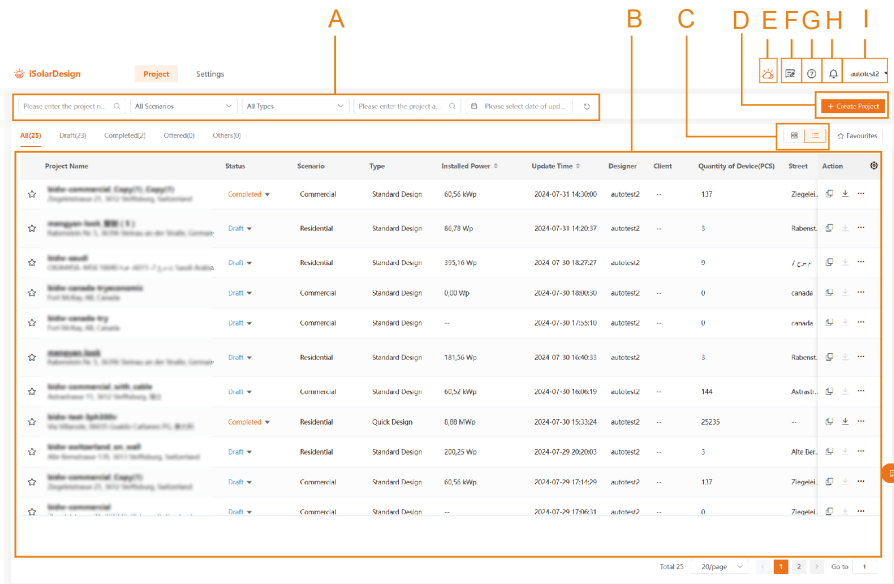 A B C D E F G H I
iSolarDesign Project Settings autotest2
Please enter the project n... All Scenarios All Types Please enter the project a... Please select date of upd... + Create Project
All(25) Draft(23) Completed(2) Offered(0) Others(0) Favourites
Project Name Status Scenario Type Installed Power Update Time Designer Client Quantity of Device(PCS) Street Action
Completed Commercial Standard Design 60,56 kWp 2024-07-31 14:30:00 autotest2 -- 137 Ziegelei...
Draft Residential Standard Design 86,78 Wp 2024-07-31 14:20:37 autotest2 -- 3 Rabenst.
Draft Residential Standard Design 395,16 Wp 2024-07-30 18:27:27 autotest2 -- 9
Draft Commercial Standard Design 0,00 Wp 2024-07-30 18:00:30 autotest2 -- 0 canada
Draft Commercial Standard Design -- 2024-07-30 17:55:10 autotest2 -- 0 canada
Draft Residential Standard Design 181,56 Wp 2024-07-30 16:40:33 autotest2 -- 3 Rabenst.
Draft Commercial Standard Design 60,52 kWp 2024-07-30 16:06:19 autotest2 -- 144 Astrastr..
Completed Residential Quick Design 6,88 MWp 2024-07-30 15:33:24 autotest2 -- 25235 --
Draft Residential Standard Design 200,25 Wp 2024-07-29 20:20:03 autotest2 -- 3 Alte Ber..
Draft Commercial Standard Design 60,56 kWp 2024-07-29 17:14:29 autotest2 -- 137 Ziegelei.
Draft Commercial Standard Design -- 2024-07-29 17:06:31 autotest2 -- 0 Ziegelei.
Total 25 20/page 1 2 Go to 1